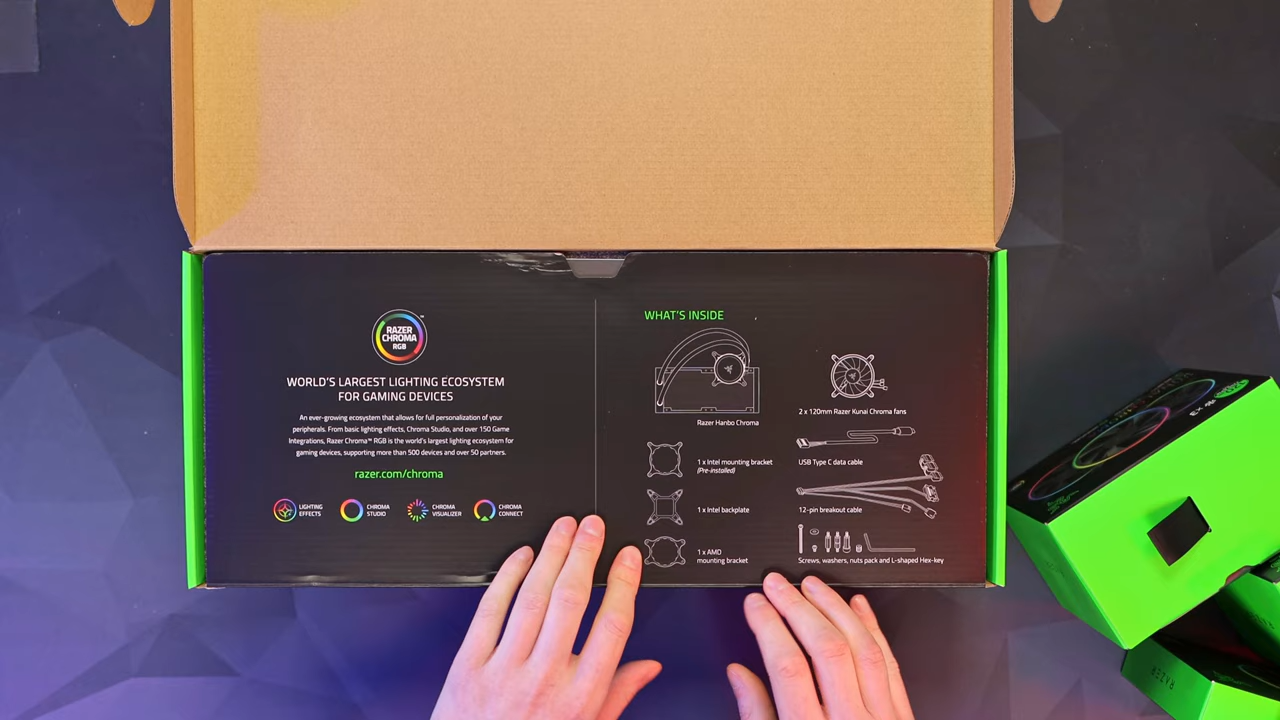 RAZER
CHROMA
RGB
WORLD'S LARGEST LIGHTING ECOSYSTEM
FOR GAMING DEVICES
An ever-growing ecosystem that allows for full personalization of your
peripherals. From basic lighting effects, Chroma Studio, and over 150 Game
Integrations, Razer Chroma™ RGB is the world's largest lighting ecosystem for
gaming devices, supporting more than 500 devices and over 50 partners.
razer.com/chroma
LIGHTING
EFFECTS
CHROMA
STUDIO
CHROMA
VISUALIZER
CHROMA
CONNECT
WHAT'S INSIDE
Razer Hanbo Chroma
1 x Intel mounting bracket
(Pre-installed)
1 x Intel backplate
1 x AMD
mounting bracket
2 x 120mm Razer Kunai Chroma fans
USB Type C data cable
12-pin breakout cable
Screws, washers, nuts pack and L-shaped Hex-key
RAZER